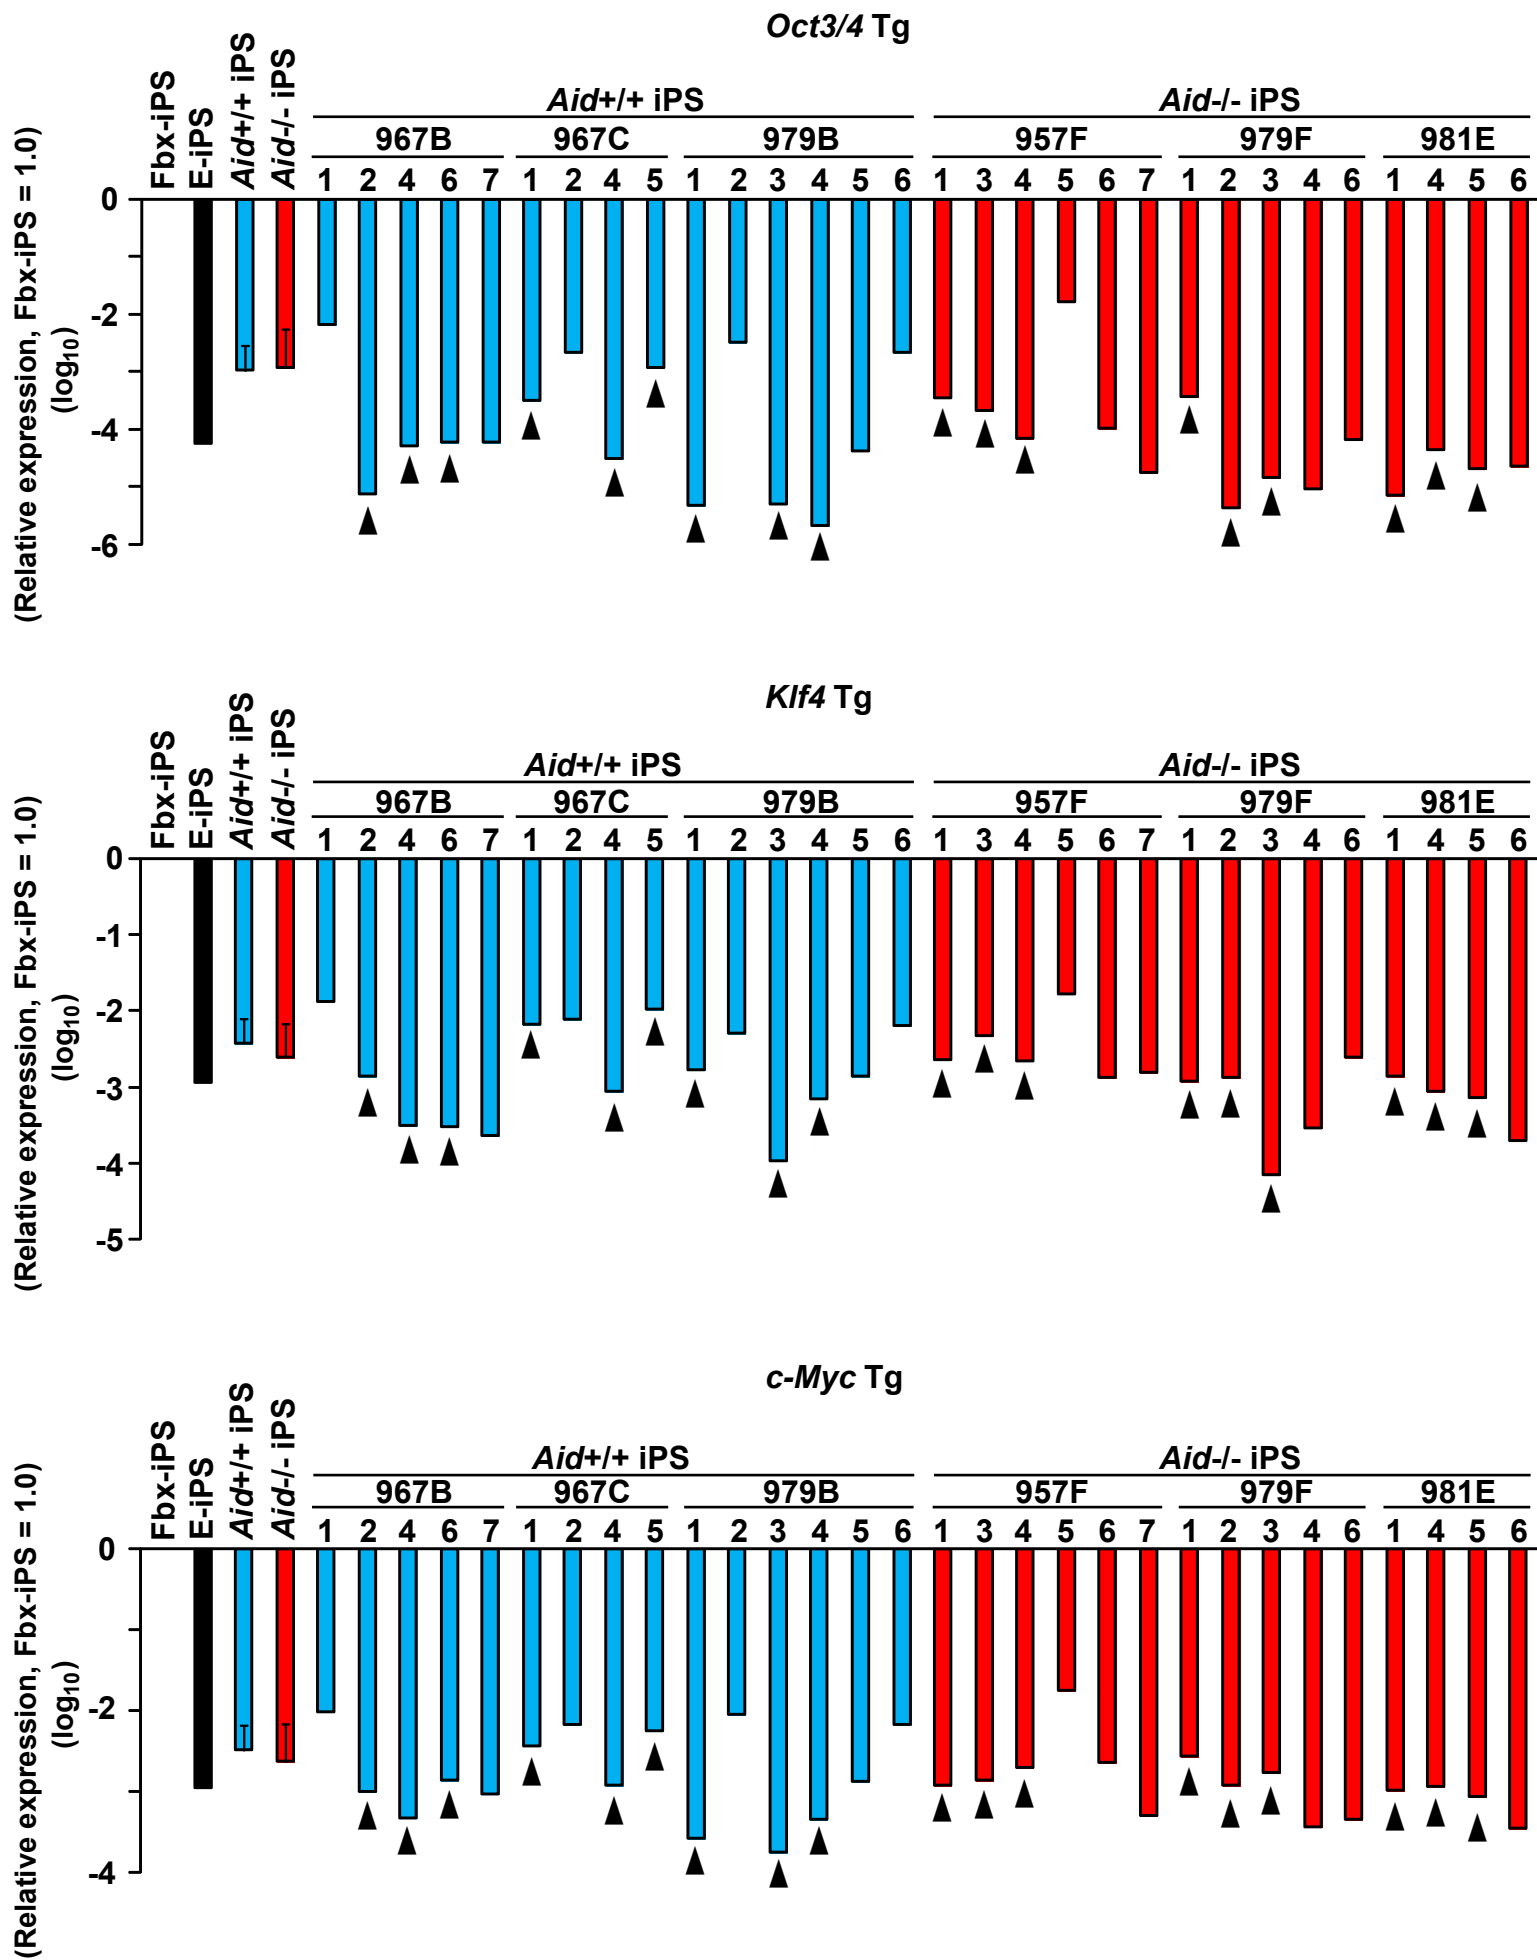 Oct3/4 Tg
Fbx-iPS
E-iPS
Aid+/+ iPS
Aid-/- iPS
Aid+/+ iPS Aid-/- iPS
967B 967C 979B 957F 979F 981E
1 2 4 6 7 1 2 4 5 1 2 3 4 5 6 1 3 4 5 6 7 1 2 3 4 6 1 4 5 6
(Relative expression, Fbx-iPS = 1.0)
(log10)
0
-2
-4
-6
Klf4 Tg
Fbx-iPS
E-iPS
Aid+/+ iPS
Aid-/- iPS
Aid+/+ iPS Aid-/- iPS
967B 967C 979B 957F 979F 981E
1 2 4 6 7 1 2 4 5 1 2 3 4 5 6 1 3 4 5 6 7 1 2 3 4 6 1 4 5 6
(Relative expression, Fbx-iPS = 1.0)
(log10)
0
-1
-2
-3
-4
-5
c-Myc Tg
Fbx-iPS
E-iPS
Aid+/+ iPS
Aid-/- iPS
Aid+/+ iPS Aid-/- iPS
967B 967C 979B 957F 979F 981E
1 2 4 6 7 1 2 4 5 1 2 3 4 5 6 1 3 4 5 6 7 1 2 3 4 6 1 4 5 6
(Relative expression, Fbx-iPS = 1.0)
(log10)
0
-2
-4